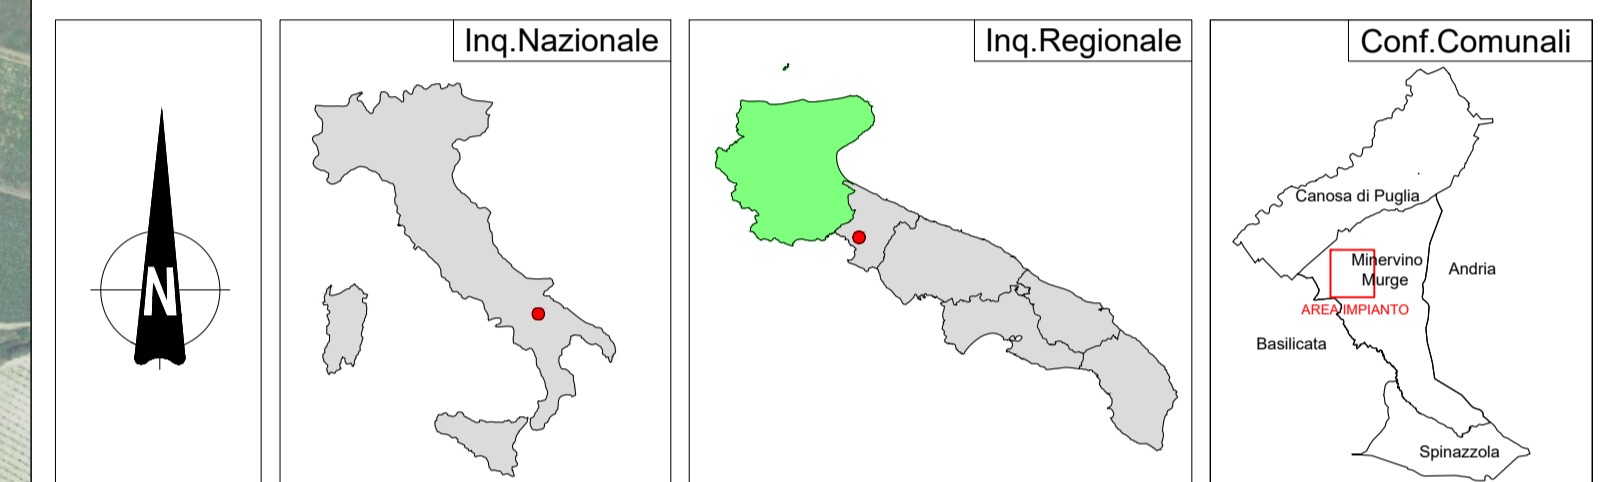 N
Inq.Nazionale
Inq.Regionale
Conf.Comunali
Canosa di Puglia
Minervino
Murge
Andria
AREA IMPIANTO
Basilicata
Spinazzola